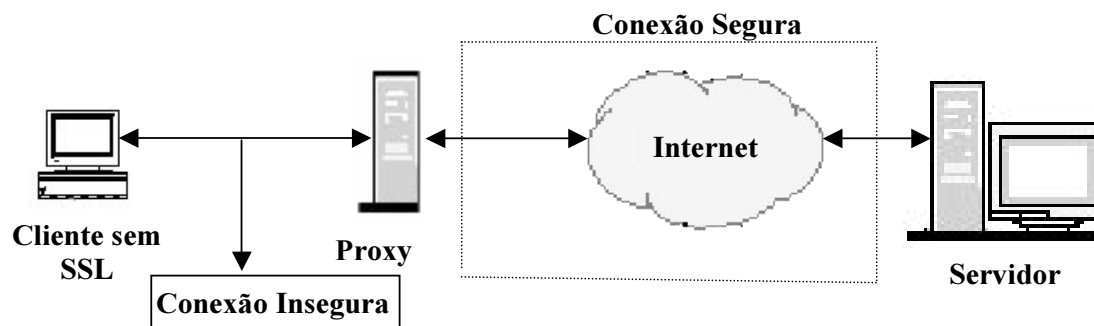 Conexão Segura
Internet
Cliente sem
SSL
Proxy
Servidor
Conexão Insegura